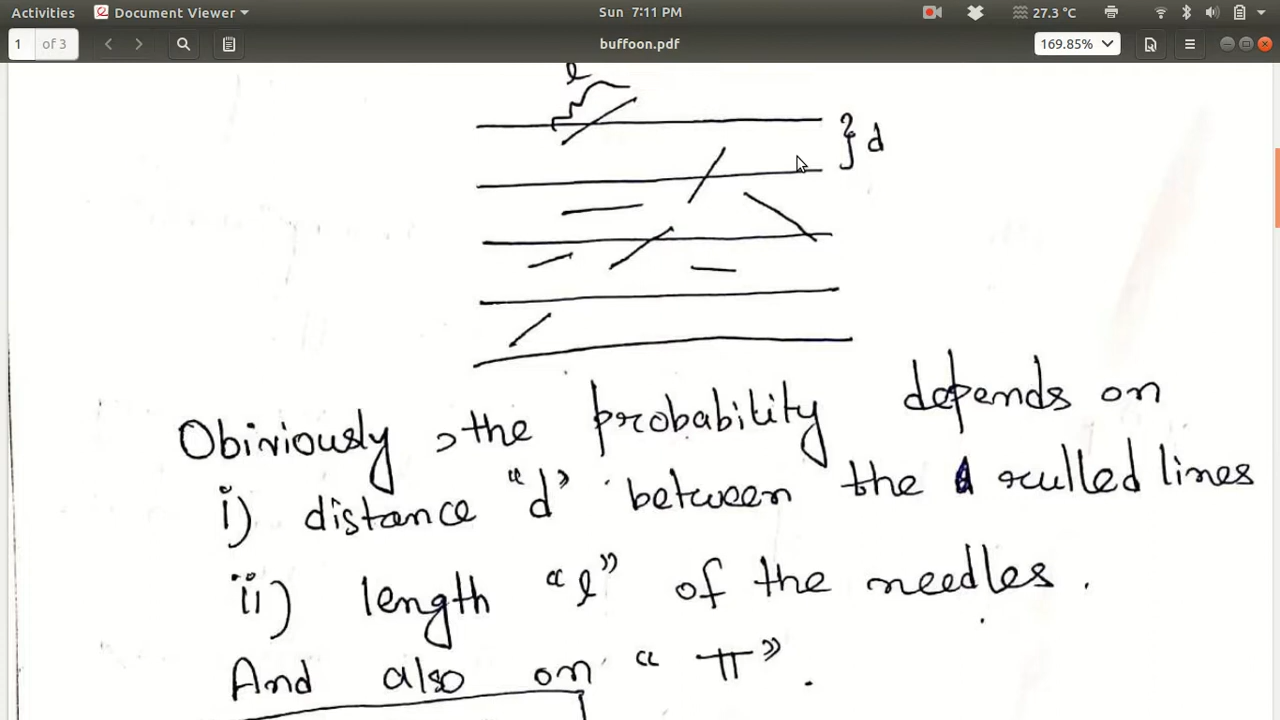 Activities Document Viewer Sun 7:11 PM 27.3 °C
1 of 3 buffoon.pdf 169.85%
l
d
Obiviously, the probability depends on
i) distance "d" between the rulled lines
ii) length "l" of the needles.
And also on "π".